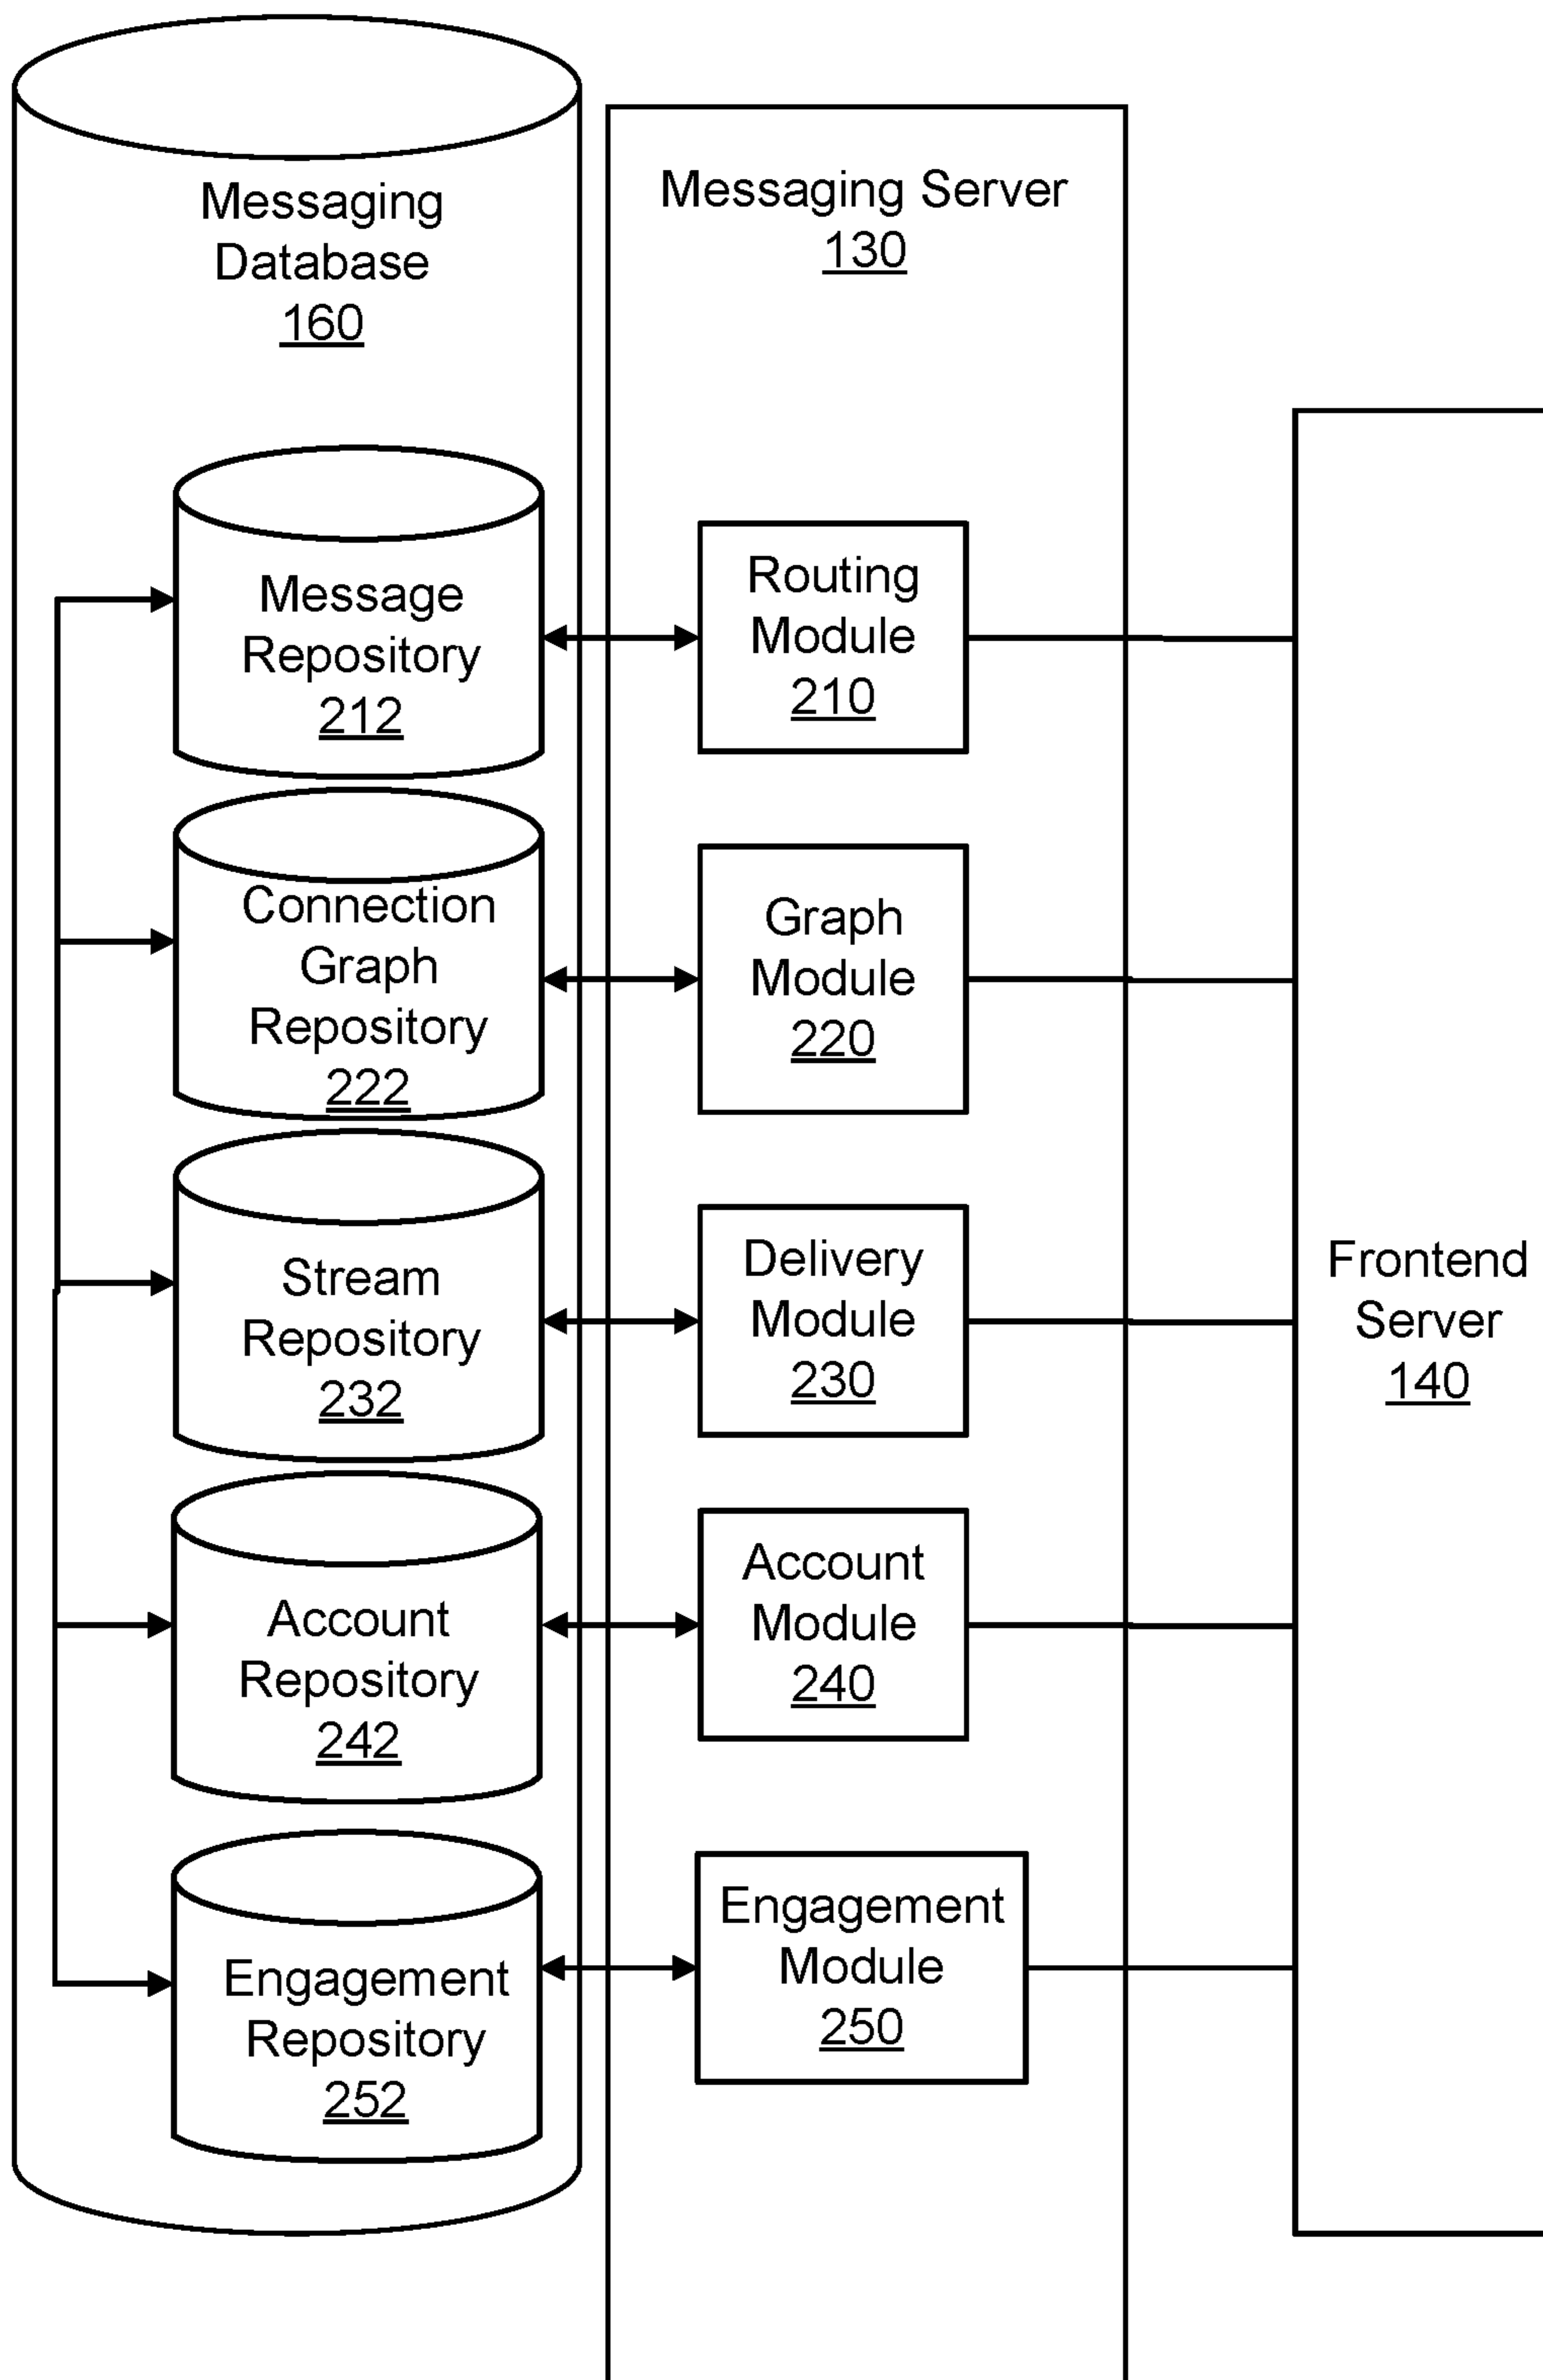 Messaging
Database
160
Messaging Server
130
Message
Repository
212
Routing
Module
210
Connection
Graph
Repository
222
Graph
Module
220
Stream
Repository
232
Delivery
Module
230
Frontend
Server
140
Account
Repository
242
Account
Module
240
Engagement
Repository
252
Engagement
Module
250